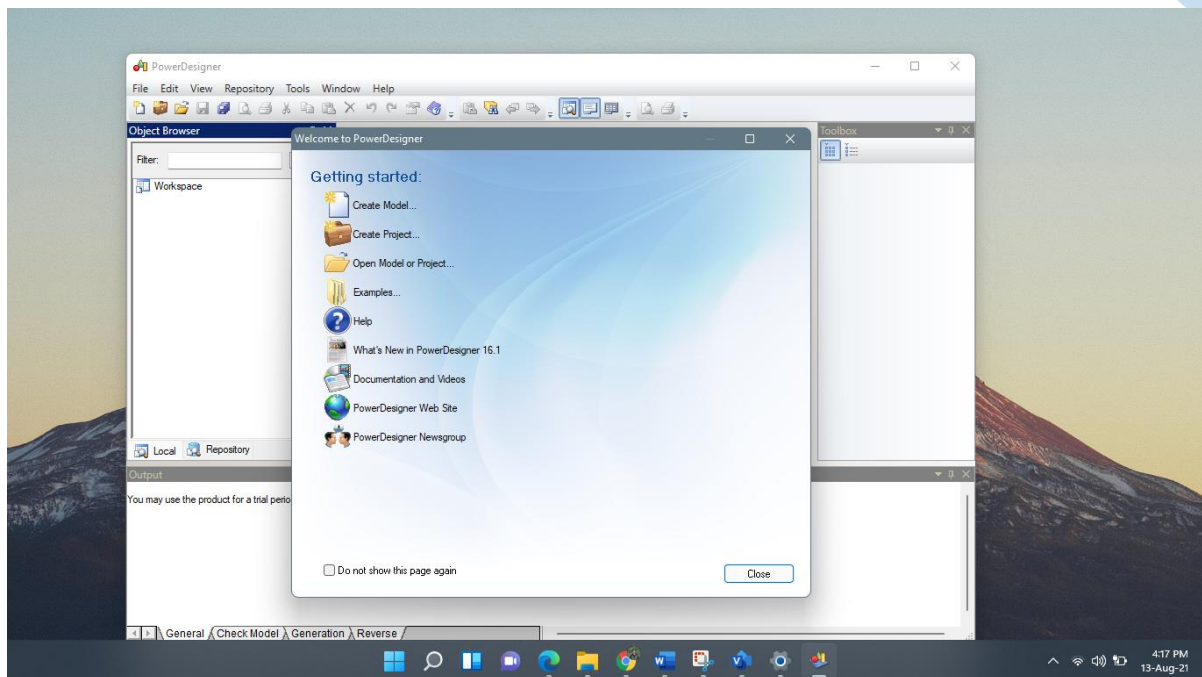 PowerDesigner
File Edit View Repository Tools Window Help
Object Browser
Toolbox
Filter:
Workspace
Local Repository
Output
You may use the product for a trial perio
General Check Model Generation Reverse
Welcome to PowerDesigner
Getting started:
Create Model...
Create Project...
Open Model or Project...
Examples...
Help
What's New in PowerDesigner 16.1
Documentation and Videos
PowerDesigner Web Site
PowerDesigner Newsgroup
Do not show this page again
Close
4:17 PM
13-Aug-21